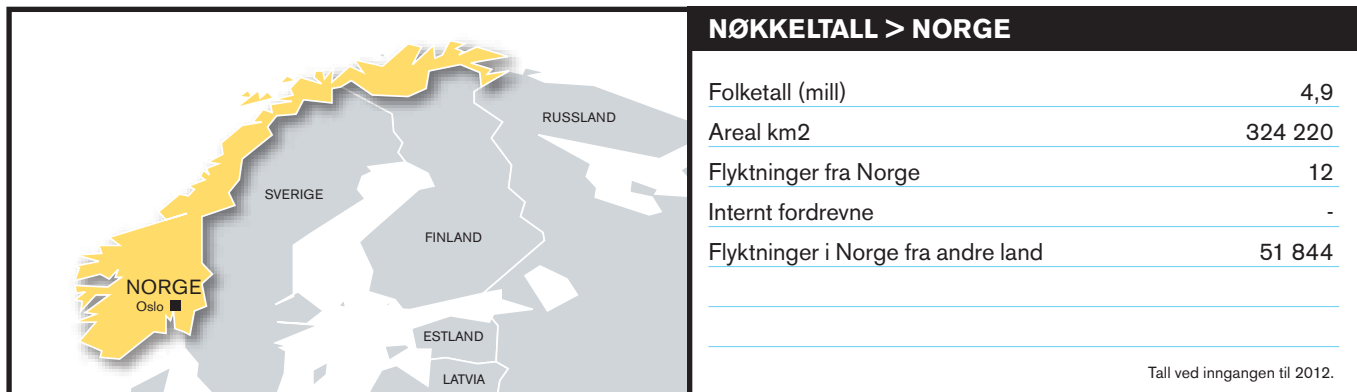 RUSSLAND
SVERIGE
FINLAND
NORGE
Oslo
ESTLAND
LATVIA
NØKKELTALL > NORGE
Folketall (mill) 4,9
Areal km2 324 220
Flyktninger fra Norge 12
Internt fordrevne -
Flyktninger i Norge fra andre land 51 844
Tall ved inngangen til 2012.